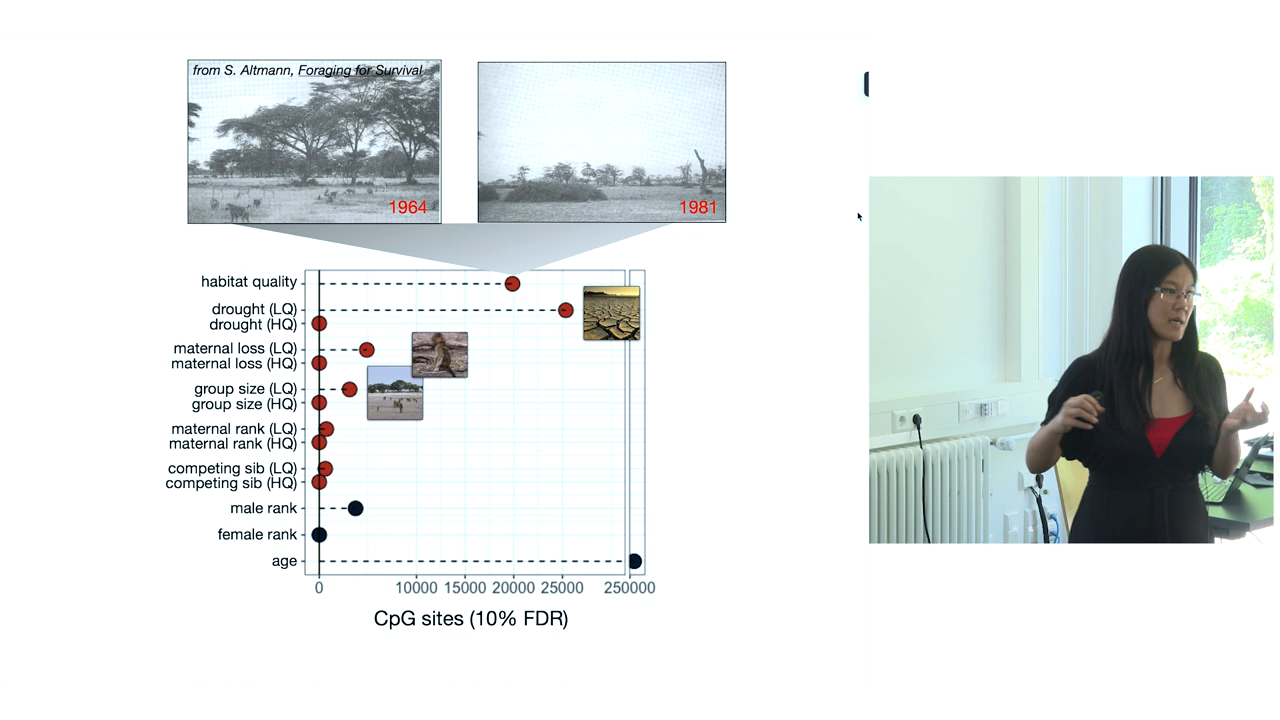 from S. Altmann, Foraging for Survival
1964
1981
habitat quality
drought (LQ)
drought (HQ)
maternal loss (LQ)
maternal loss (HQ)
group size (LQ)
group size (HQ)
maternal rank (LQ)
maternal rank (HQ)
competing sib (LQ)
competing sib (HQ)
male rank
female rank
age
0 10000 15000 20000 25000 250000
CpG sites (10% FDR)